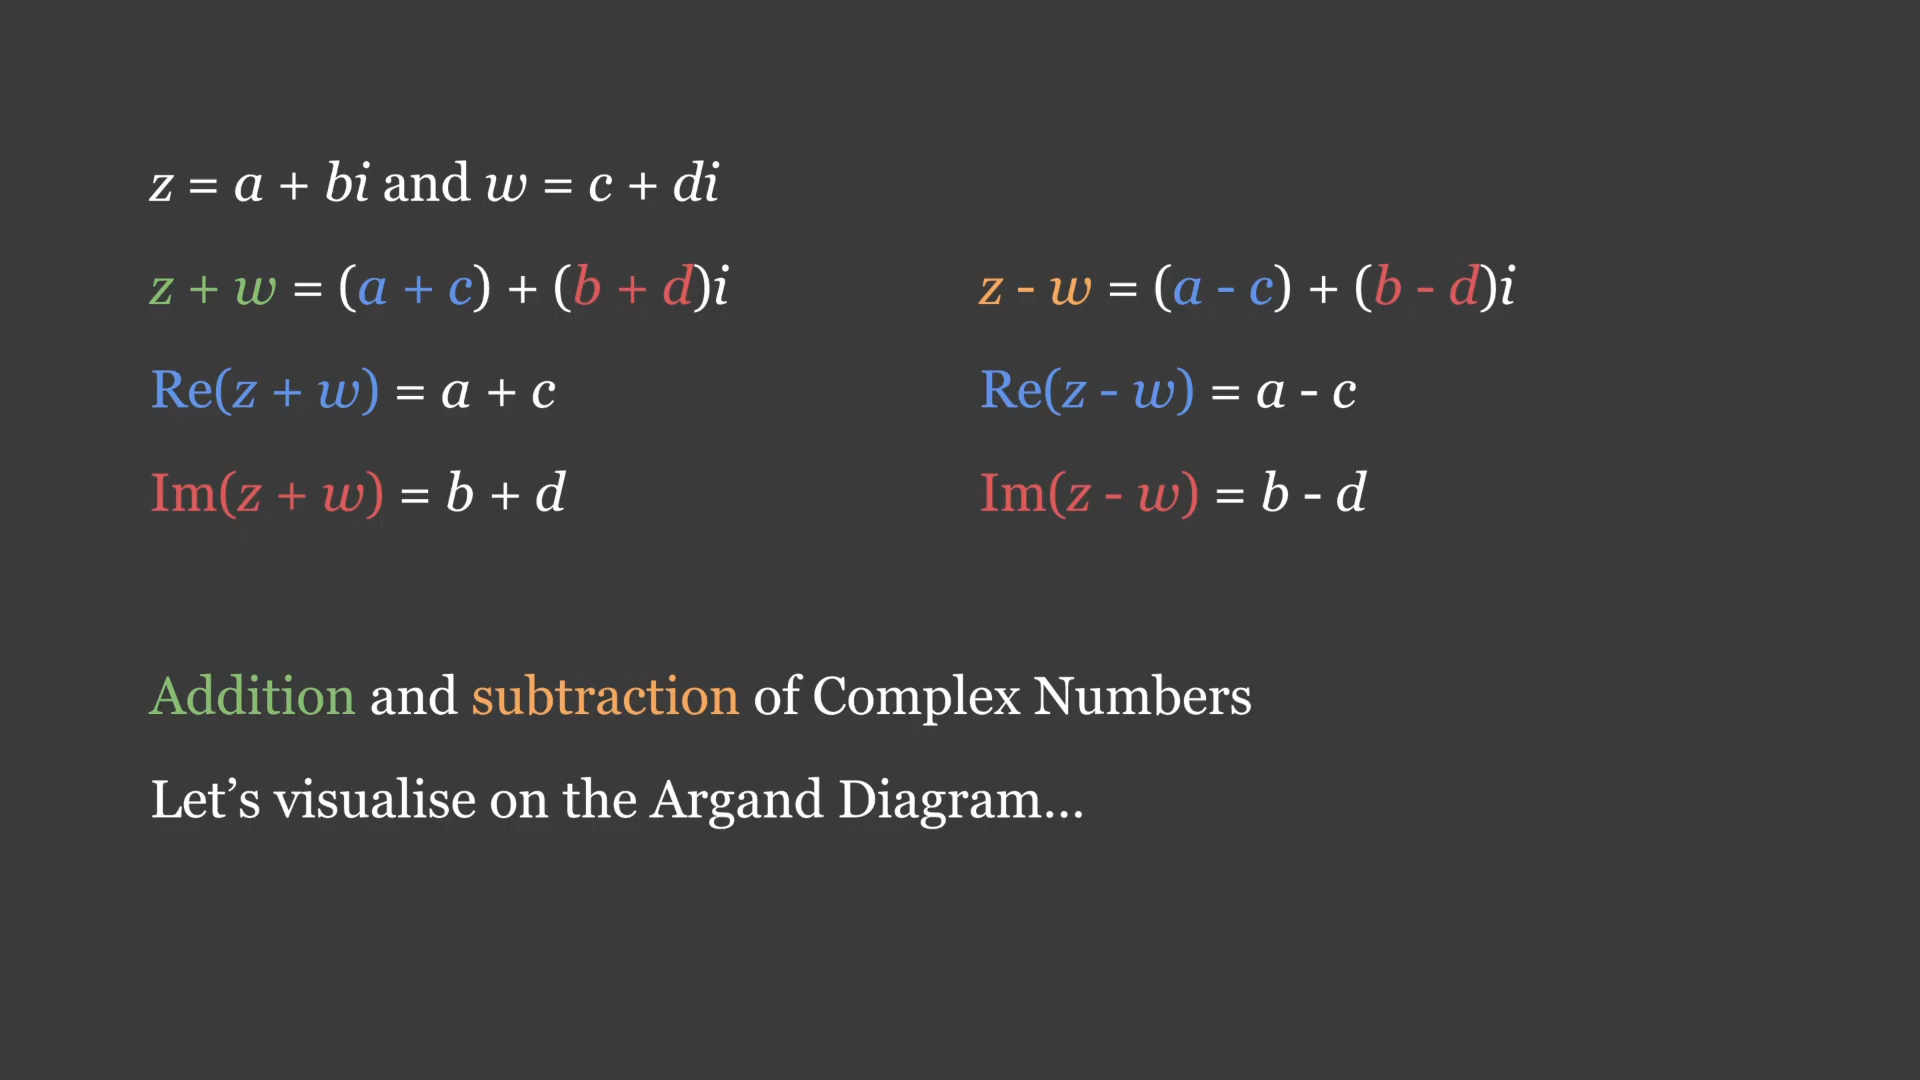 z = a + bi and w = c + di
z + w = (a + c) + (b + d)i
z - w = (a - c) + (b - d)i
Re(z + w) = a + c
Re(z - w) = a - c
Im(z + w) = b + d
Im(z - w) = b - d
Addition and subtraction of Complex Numbers
Let’s visualise on the Argand Diagram...